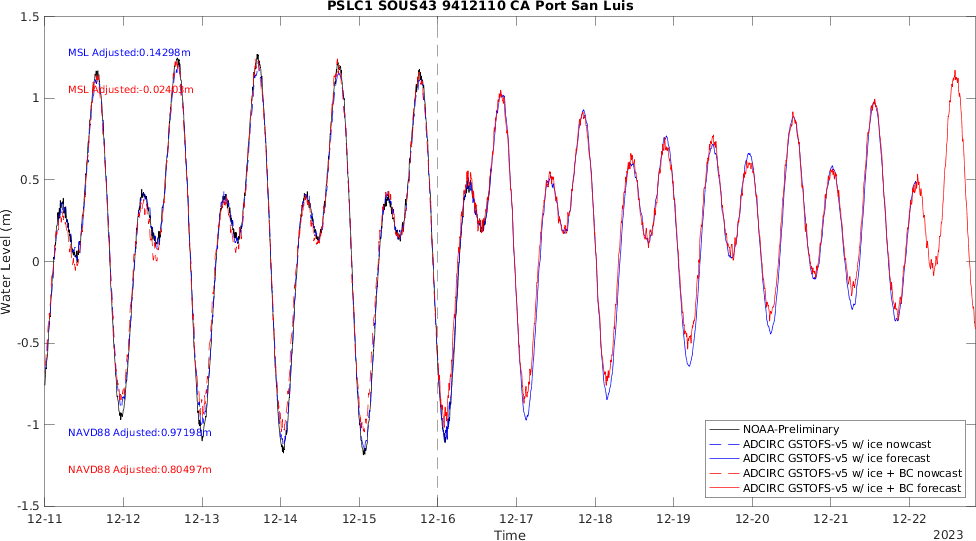 PSLC1 SOUS43 9412110 CA Port San Luis
1.5
1
0.5
0
-0.5
-1
-1.5
Water Level (m)
MSL Adjusted:0.14298m
MSL Adjusted:-0.02403m
NAVD88 Adjusted:0.97198m
NAVD88 Adjusted:0.80497m
NOAA-Preliminary
ADCIRC GSTOFS-v5 w/ ice nowcast
ADCIRC GSTOFS-v5 w/ ice forecast
ADCIRC GSTOFS-v5 w/ ice + BC nowcast
ADCIRC GSTOFS-v5 w/ ice + BC forecast
12-11 12-12 12-13 12-14 12-15 12-16 12-17 12-18 12-19 12-20 12-21 12-22
Time
2023